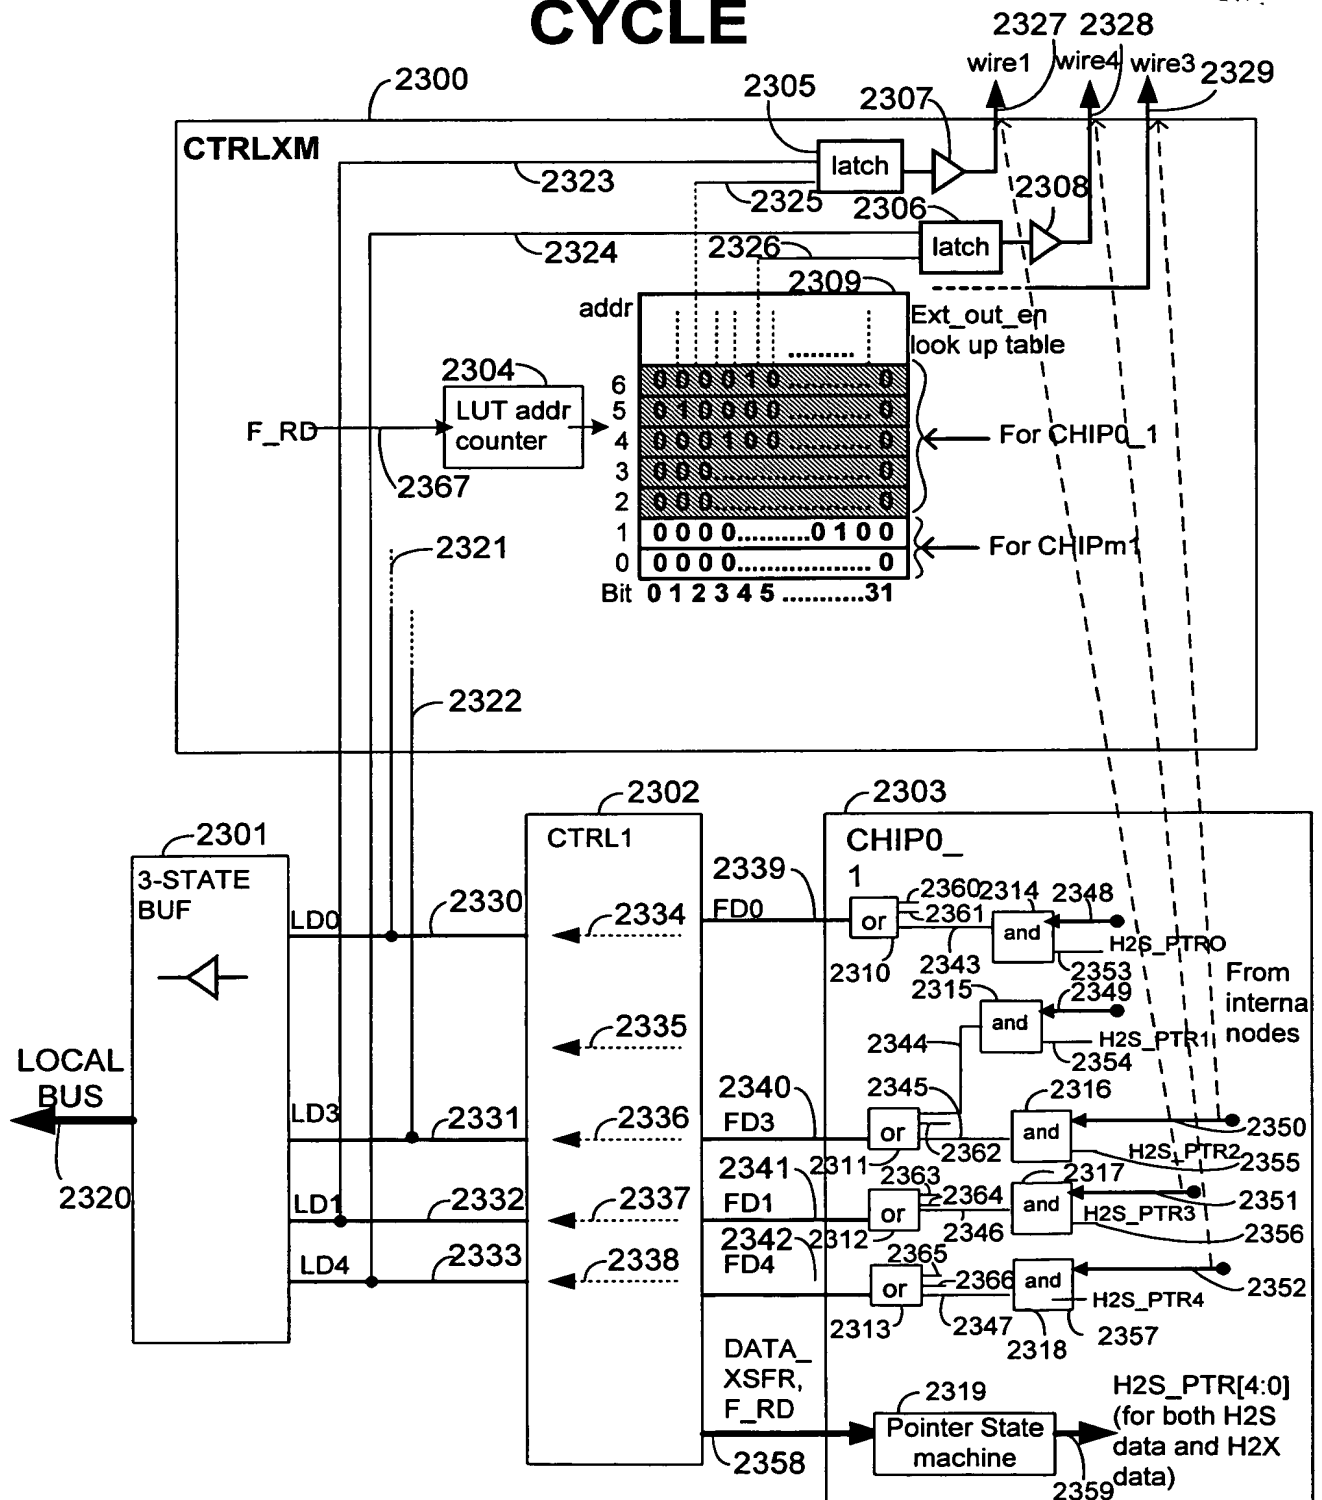 CYCLE
2327 2328
wire1 wire4 wire3 2329
2300
2305
2307
CTRLXM
latch
2323
2325
2308
2306
latch
2324
2326
2309
addr
Ext_out_en
look up table
2304
6 0 0 0 0 1 0 ........... 0
LUT addr
counter
5 0 1 0 0 0 0 ........... 0
F_RD
4 0 0 0 1 0 0 ........... 0
For CHIP0_1
3 0 0 0 ................... 0
2367
2 0 0 0 ................... 0
1 0 0 0 0 .......... 0 1 0 0
For CHIPm1
0 0 0 0 0 .................. 0
2321
Bit 0 1 2 3 4 5 ...........31
2322
2302
2303
2301
CTRL1
CHIP0_
1
3-STATE
BUF
2339
2360 2314 2348
LD0
2330
2334
FD0
or
2361
and
H2S_PTRO
2310
2343
2353
From
interna
nodes
2315
2349
2335
and
2344
H2S_PTR1
2354
LOCAL
BUS
2340
2345
2316
LD3
2331
2336
FD3
or
and
2350
2311
2362
H2S_PTR2
2355
2320
2341
2363
2317
LD1
2332
2337
FD1
or
2364
and
2351
2312
2346
H2S_PTR3
2356
2342
2365
LD4
2333
2338
FD4
or
2366
and
2352
H2S_PTR4
2313
2347
2318
2357
DATA_
XSFR,
F_RD
2319
H2S_PTR[4:0]
(for both H2S
data and H2X
data)
Pointer State
machine
2358
2359